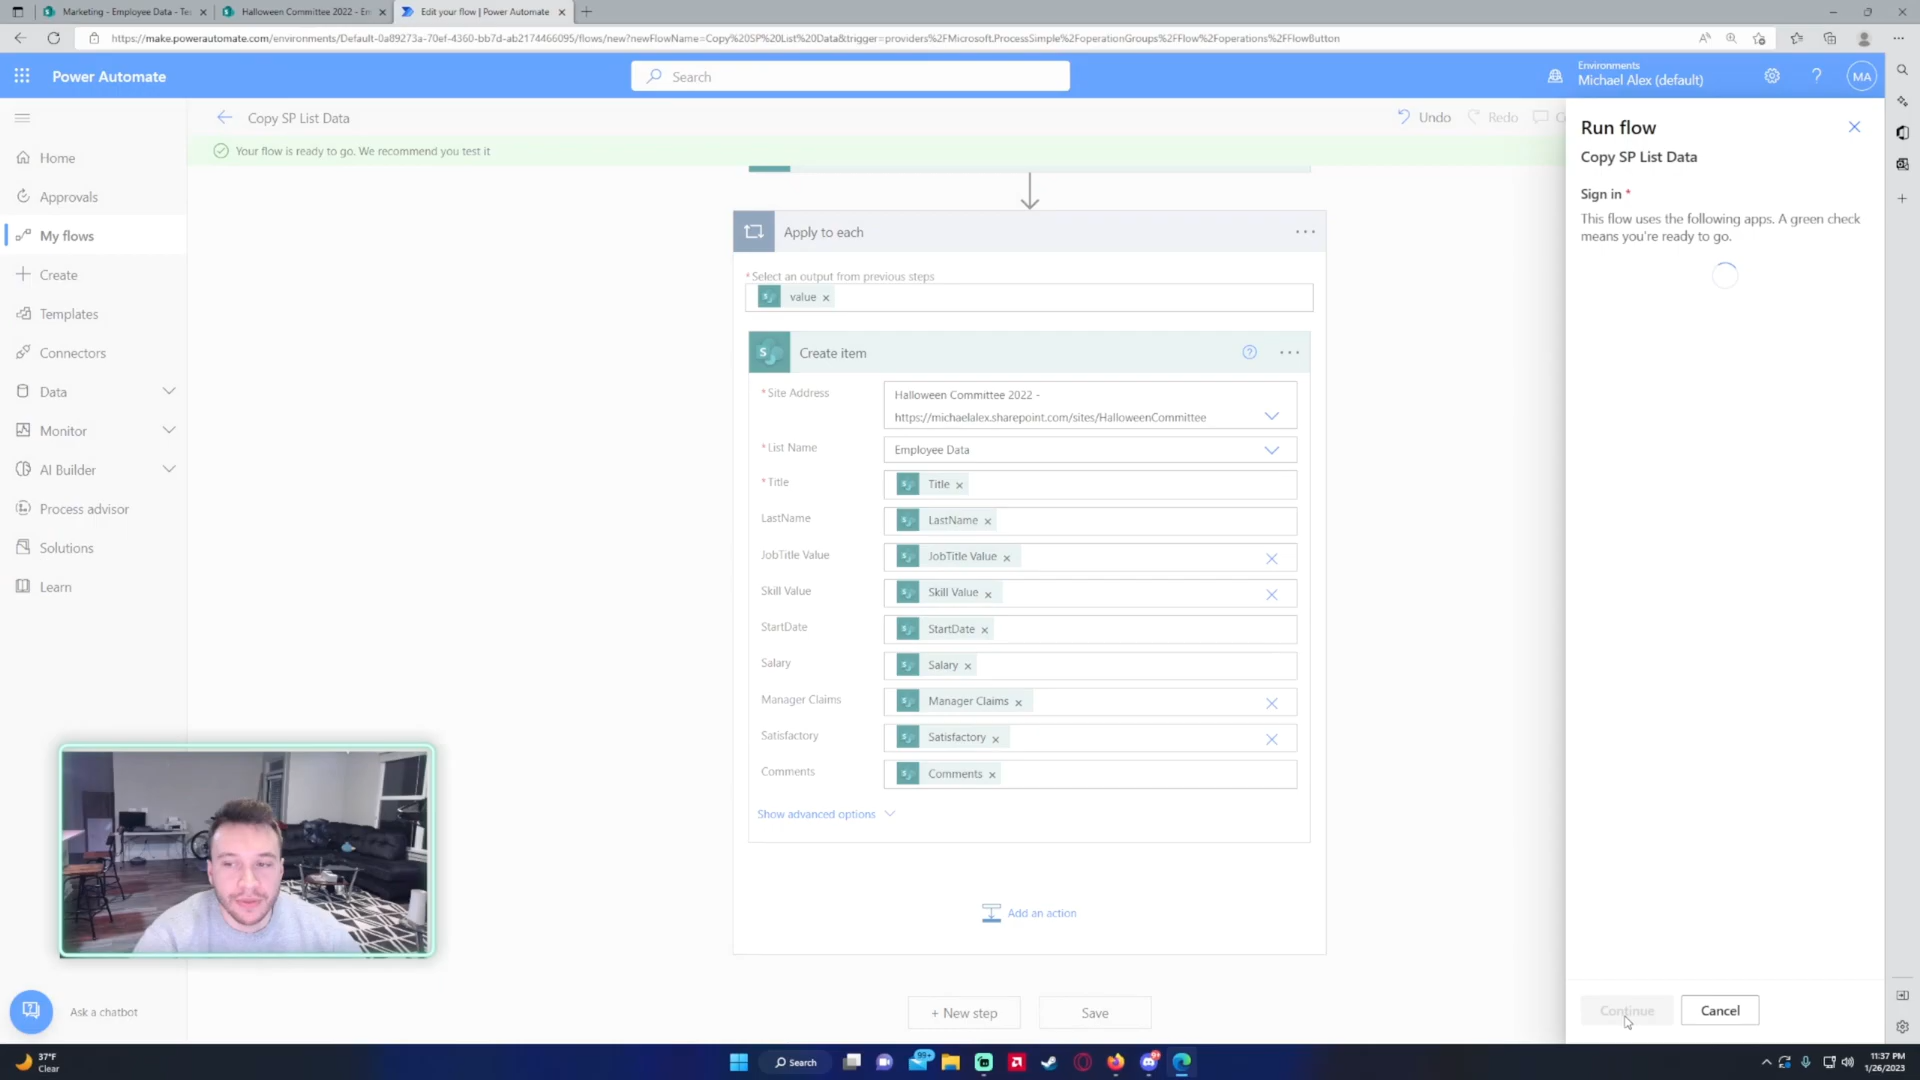 Marketing - Employee Data - Te
Halloween Committee 2022 - Em
Edit your flow | Power Automate
https://make.powerautomate.com/environments/Default-0a89273a-70ef-4360-bb7d-ab2174466095/flows/new?newFlowName=Copy%20SP%20List%20Data&trigger=providers%2FMicrosoft.ProcessSimple%2FoperationGroups%2FFlow%2Foperations%2FFlowButton
Power Automate
Search
Environments
Michael Alex (default)
MA
Copy SP List Data
Undo
Redo
Your flow is ready to go. We recommend you test it
Home
Approvals
My flows
Create
Templates
Connectors
Data
Monitor
AI Builder
Process advisor
Solutions
Learn
Ask a chatbot
Apply to each
* Select an output from previous steps
value
Create item
* Site Address
Halloween Committee 2022 -
https://michaelalex.sharepoint.com/sites/HalloweenCommittee
* List Name
Employee Data
* Title
Title
LastName
LastName
JobTitle Value
JobTitle Value
Skill Value
Skill Value
StartDate
StartDate
Salary
Salary
Manager Claims
Manager Claims
Satisfactory
Satisfactory
Comments
Comments
Show advanced options
Add an action
+ New step
Save
Run flow
Copy SP List Data
Sign in *
This flow uses the following apps. A green check
means you're ready to go.
Continue
Cancel
37°F
Clear
Search
99+
11:37 PM
1/26/2023